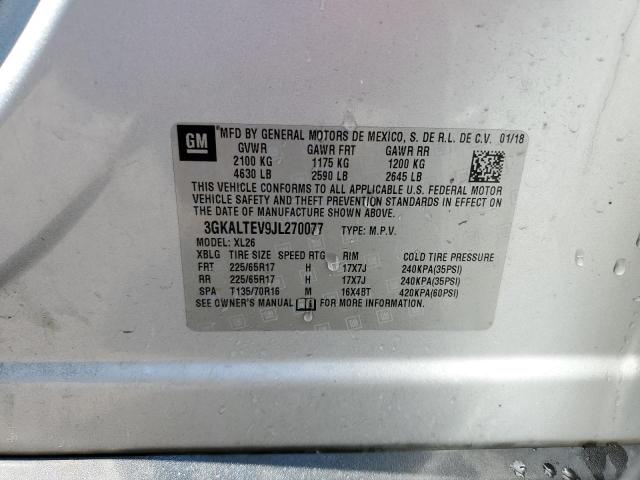 GM MFD BY GENERAL MOTORS DE MEXICO, S. DE R.L. DE C.V. 01/18
GVWR GAWR FRT GAWR RR
2100 KG 1175 KG 1200 KG
4630 LB 2590 LB 2645 LB
THIS VEHICLE CONFORMS TO ALL APPLICABLE U.S. FEDERAL MOTOR
VEHICLE SAFETY AND THEFT PREVENTION STANDARDS IN EFFECT ON
THE DATE OF MANUFACTURE SHOWN ABOVE.
3GKALTEV9JL270077 TYPE: M.P.V.
MODEL: XL26
XBLG TIRE SIZE SPEED RTG RIM COLD TIRE PRESSURE
FRT 225/65R17 H 17X7J 240KPA(35PSI)
RR 225/65R17 H 17X7J 240KPA(35PSI)
SPA T135/70R16 M 16X4BT 420KPA(60PSI)
SEE OWNER'S MANUAL FOR MORE INFORMATION.